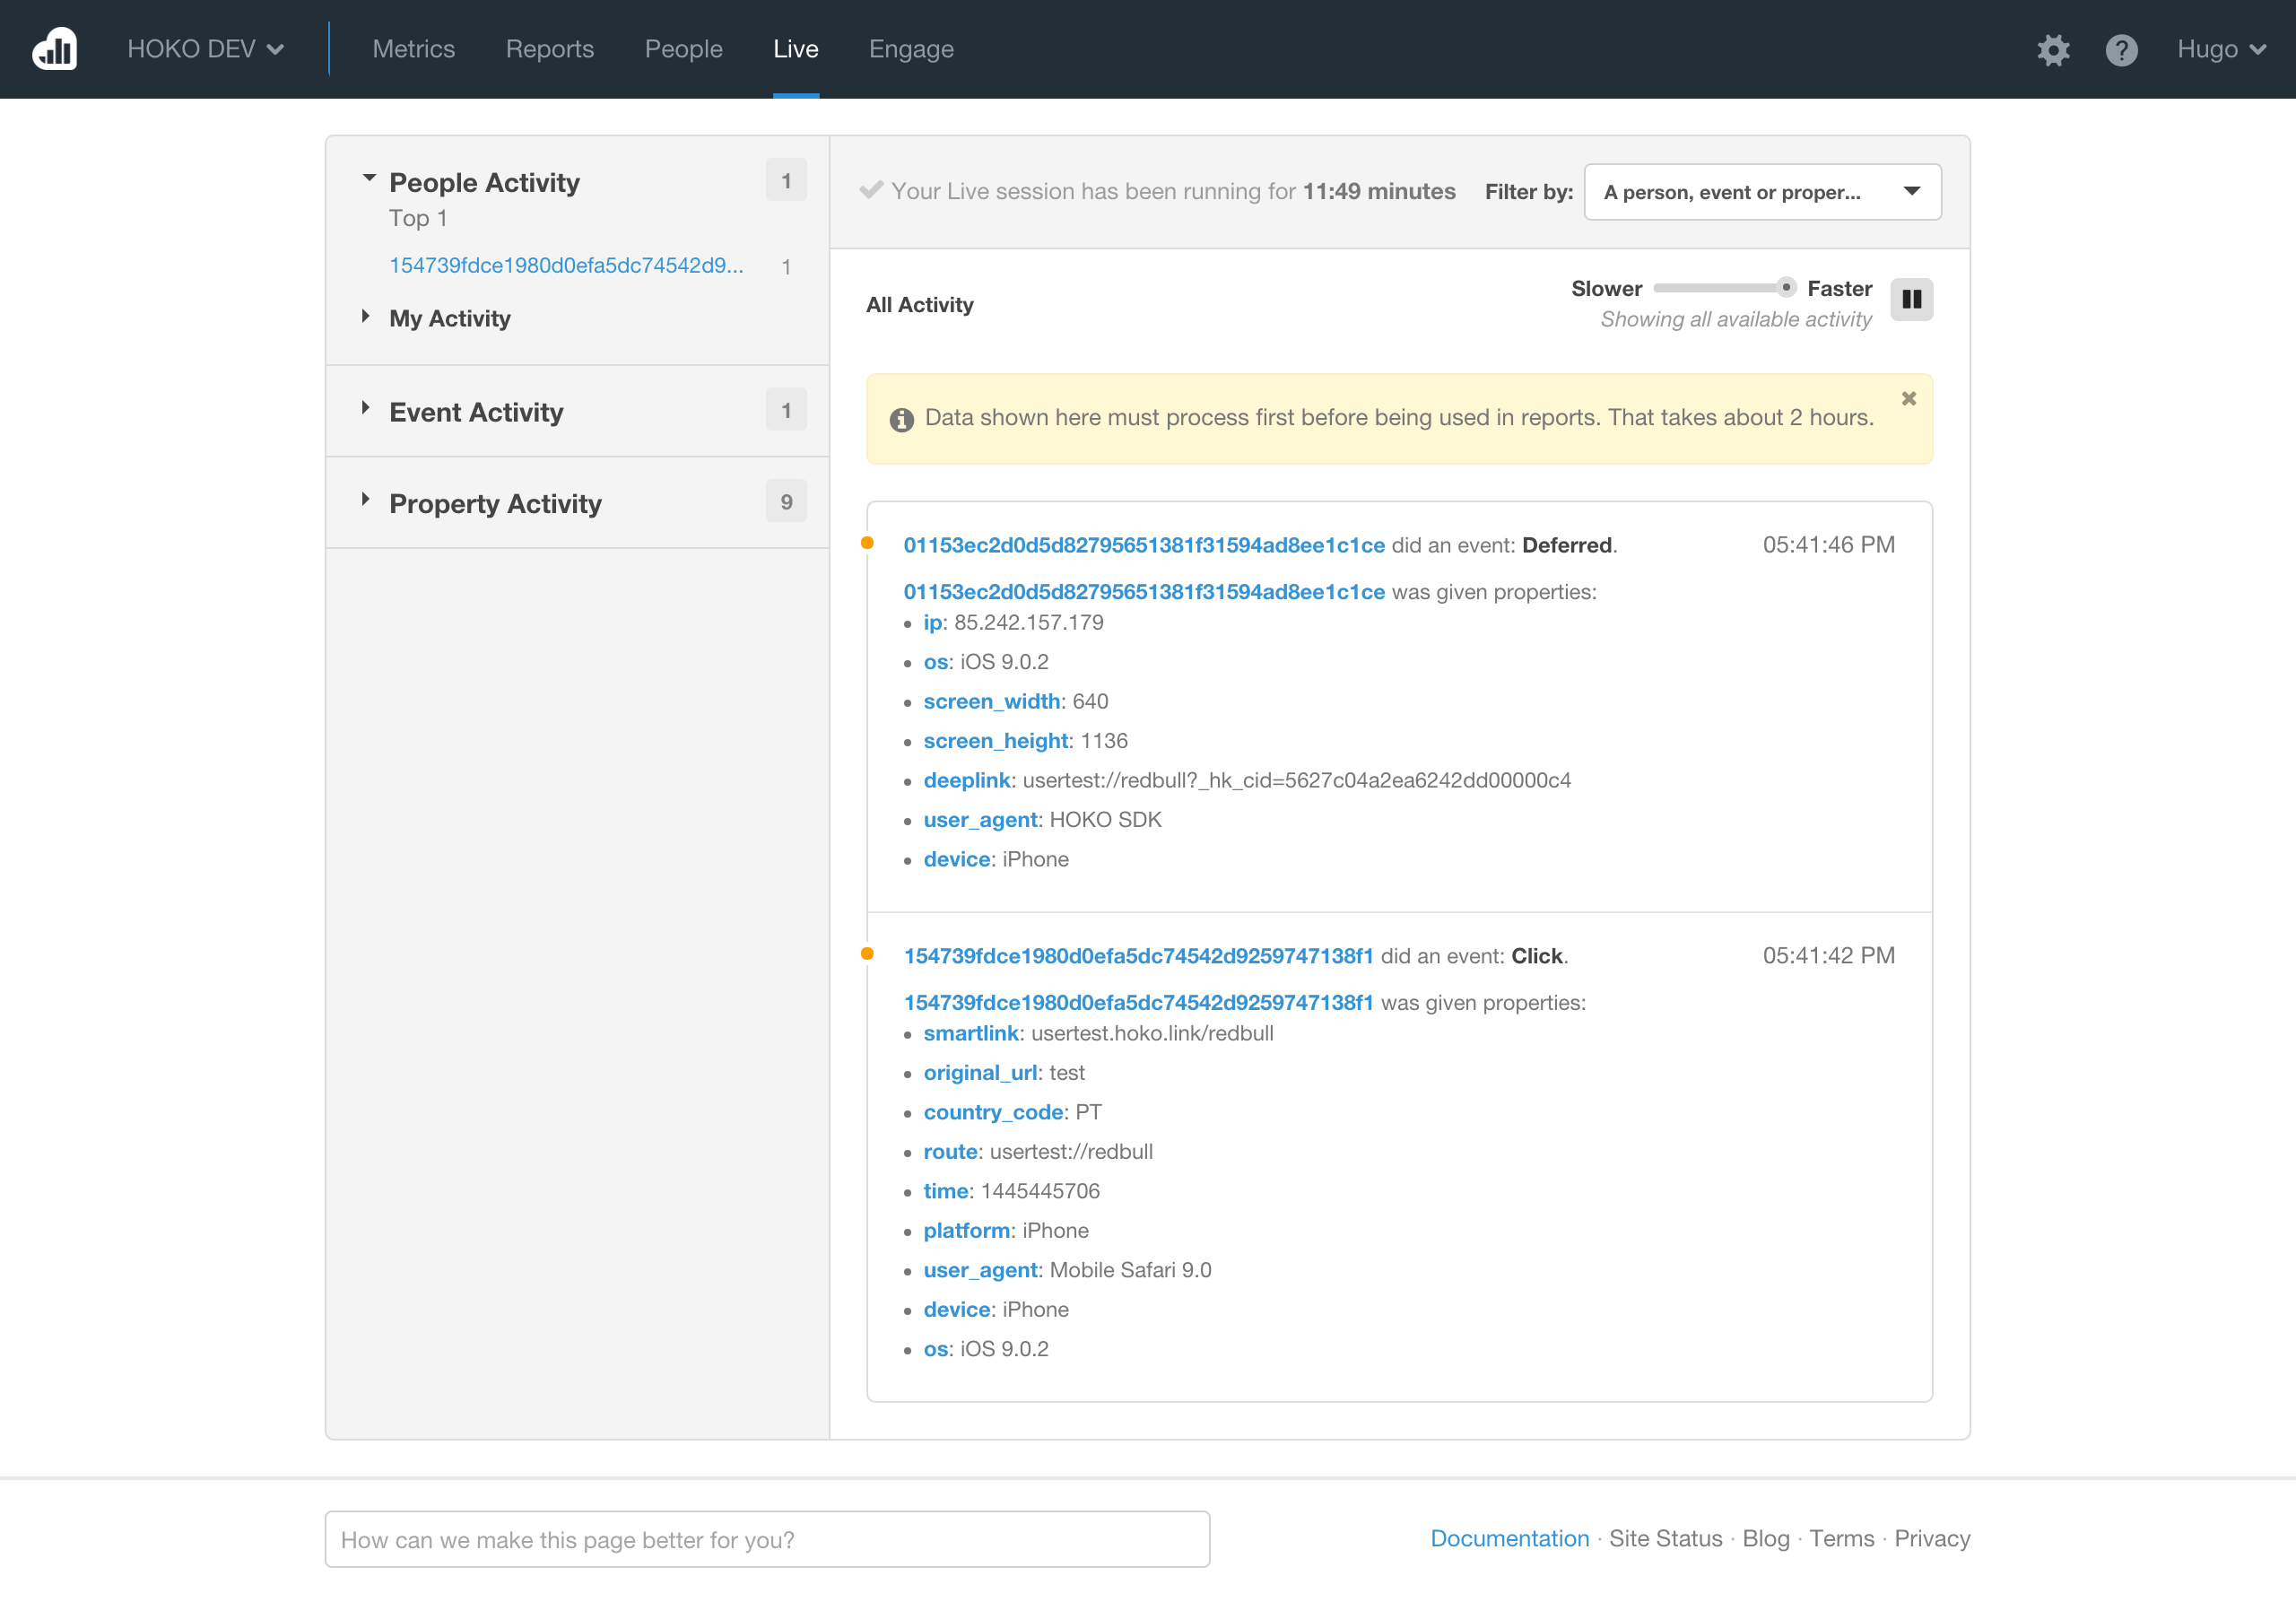 HOKO DEV
Metrics
Reports
People
Live
Engage
Hugo
People Activity
1
Top 1
154739fdce1980d0efa5dc74542d9...
1
My Activity
Event Activity
1
Property Activity
9
Your Live session has been running for 11:49 minutes
Filter by:
A person, event or proper...
All Activity
Slower
Faster
Showing all available activity
Data shown here must process first before being used in reports. That takes about 2 hours.
01153ec2d0d5d82795651381f31594ad8ee1c1ce did an event: Deferred.
05:41:46 PM
01153ec2d0d5d82795651381f31594ad8ee1c1ce was given properties:
• ip: 85.242.157.179
• os: iOS 9.0.2
• screen_width: 640
• screen_height: 1136
• deeplink: usertest://redbull?_hk_cid=5627c04a2ea6242dd00000c4
• user_agent: HOKO SDK
• device: iPhone
154739fdce1980d0efa5dc74542d9259747138f1 did an event: Click.
05:41:42 PM
154739fdce1980d0efa5dc74542d9259747138f1 was given properties:
• smartlink: usertest.hoko.link/redbull
• original_url: test
• country_code: PT
• route: usertest://redbull
• time: 1445445706
• platform: iPhone
• user_agent: Mobile Safari 9.0
• device: iPhone
• os: iOS 9.0.2
How can we make this page better for you?
Documentation · Site Status · Blog · Terms · Privacy